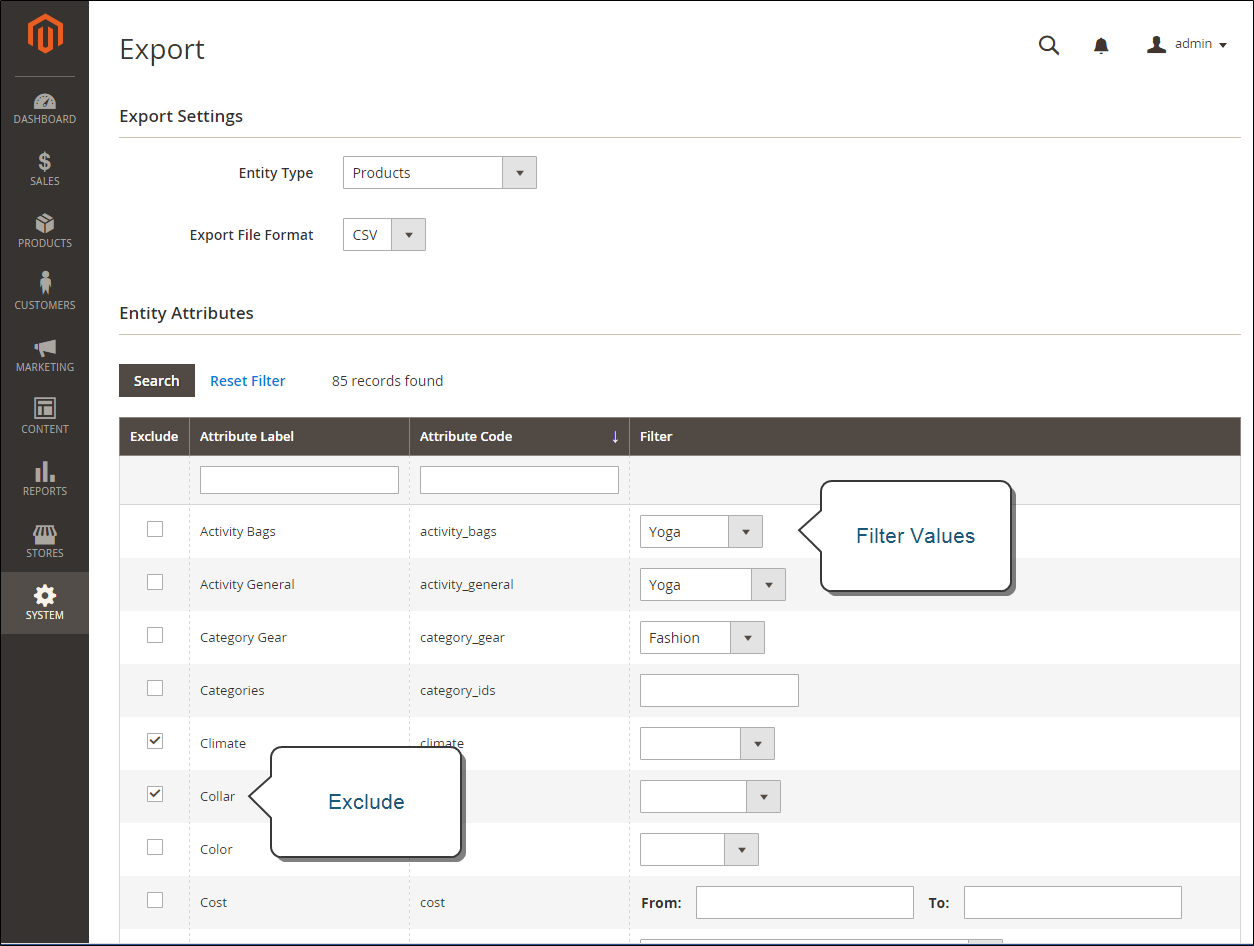 Export
admin
DASHBOARD
SALES
PRODUCTS
CUSTOMERS
MARKETING
CONTENT
REPORTS
STORES
SYSTEM
Export Settings
Entity Type Products
Export File Format CSV
Entity Attributes
Search Reset Filter 85 records found
Exclude Attribute Label Attribute Code ↓ Filter
Activity Bags activity_bags Yoga
Filter Values
Activity General activity_general Yoga
Category Gear category_gear Fashion
Categories category_ids
Climate climate
Collar
Exclude
Color
Cost cost From: To: